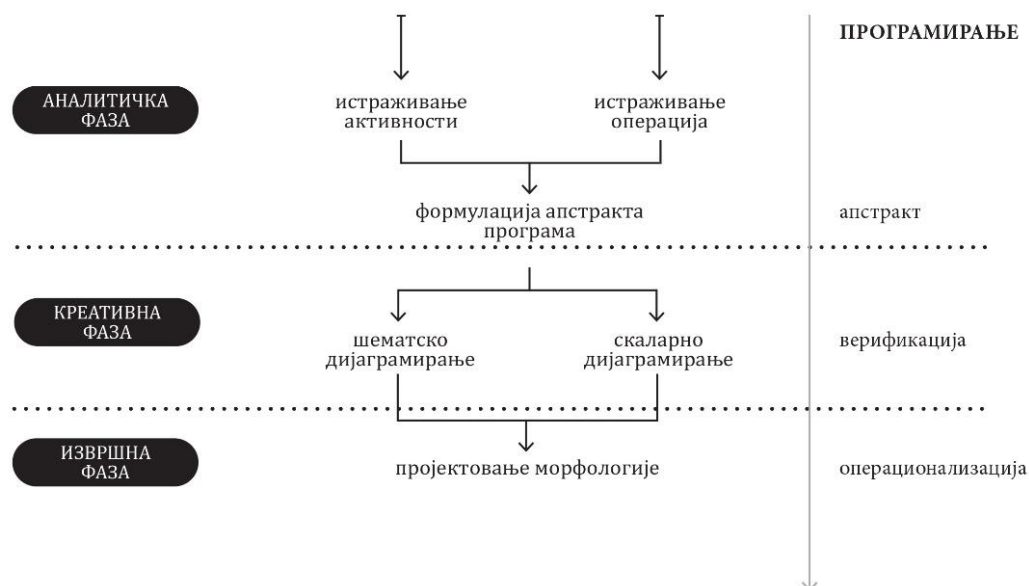 ПРОГРАМИРАЊЕ
АНАЛИТИЧКА
ФАЗА
истраживање
активности
истраживање
операција
формулација апстракта
програма
апстракт
КРЕАТИВНА
ФАЗА
шематско
дијаграмирање
скаларно
дијаграмирање
верификација
ИЗВРШНА
ФАЗА
пројектовање морфологије
операционализација